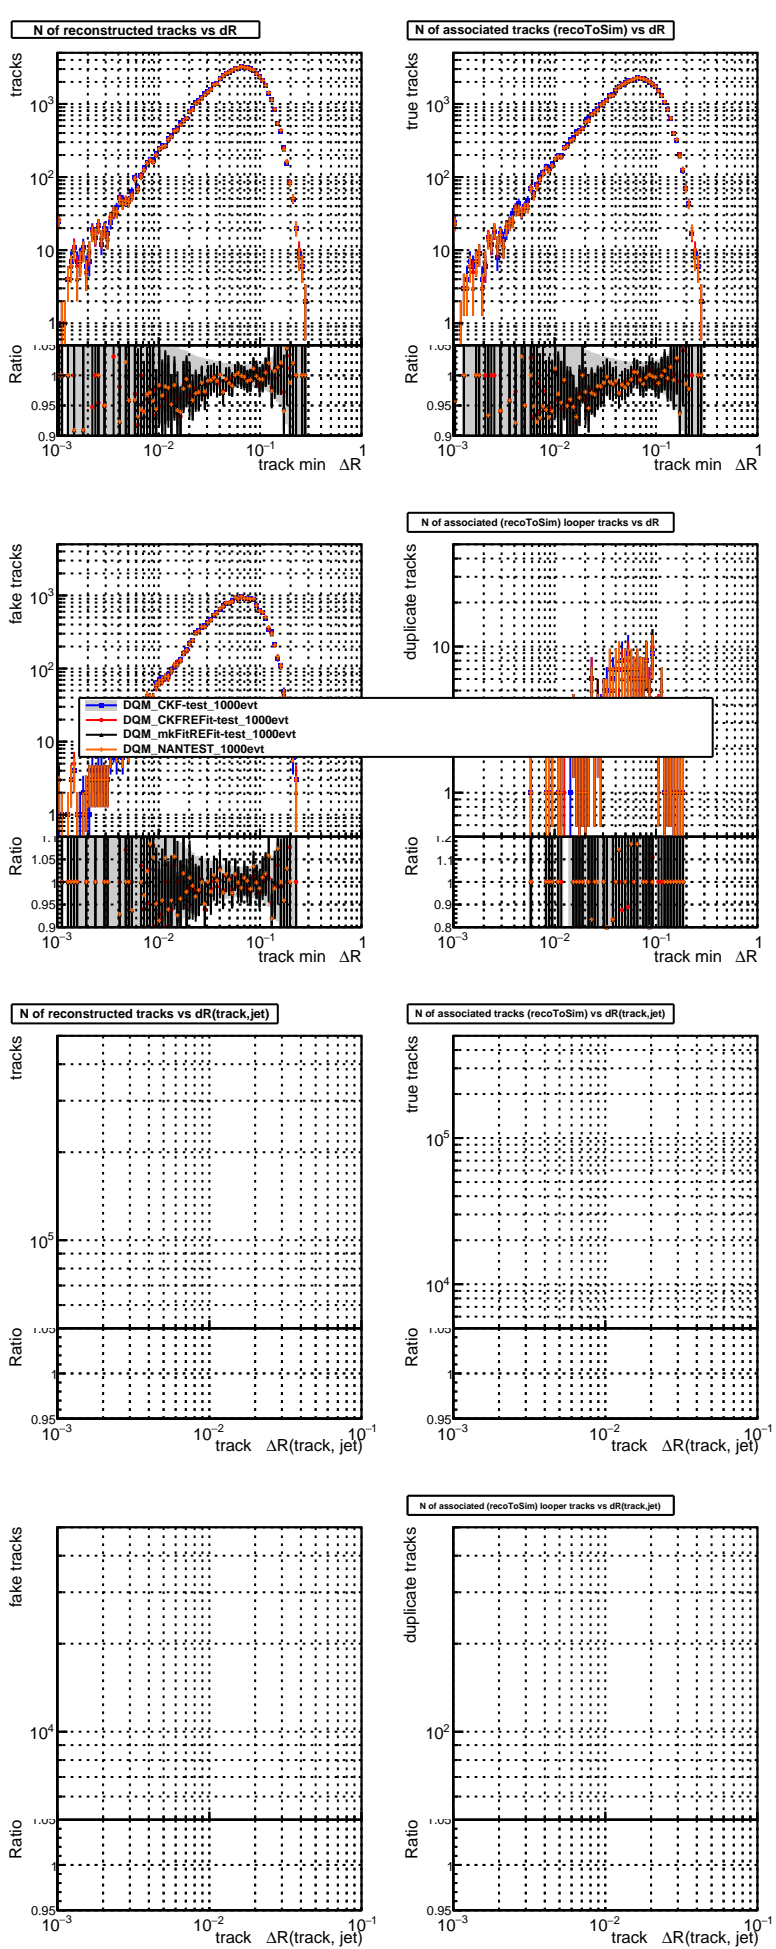 N of reconstructed tracks vs dR
tracks
10³
10²
10
1
1.05
Ratio
1
0.95
0.9
10⁻³ 10⁻² 10⁻¹ 1
track min ΔR
N of associated tracks (recoToSim) vs dR
true tracks
10³
10²
10
1
1.05
Ratio
1
0.95
0.9
10⁻³ 10⁻² 10⁻¹ 1
track min ΔR
fake tracks
10³
10²
10
1
1.1
Ratio
1.05
1
0.95
0.9
10⁻³ 10⁻² 10⁻¹ 1
track min ΔR
N of associated (recoToSim) looper tracks vs dR
duplicate tracks
10
1
1.2
Ratio
1.1
1
0.9
0.8
10⁻³ 10⁻² 10⁻¹ 1
track min ΔR
DQM_CKF-test_1000evt
DQM_CKFREFit-test_1000evt
DQM_mkFitREFit-test_1000evt
DQM_NANTEST_1000evt
N of reconstructed tracks vs dR(track,jet)
tracks
10⁵
1.05
Ratio
1
0.95
10⁻³ 10⁻² 10⁻¹
track ΔR(track, jet)
N of associated tracks (recoToSim) vs dR(track,jet)
true tracks
10⁵
10⁴
1.05
Ratio
1
0.95
10⁻³ 10⁻² 10⁻¹
track ΔR(track, jet)
fake tracks
10⁴
1.05
Ratio
1
0.95
10⁻³ 10⁻² 10⁻¹
track ΔR(track, jet)
N of associated (recoToSim) looper tracks vs dR(track,jet)
duplicate tracks
10²
1.05
Ratio
1
0.95
10⁻³ 10⁻² 10⁻¹
track ΔR(track, jet)